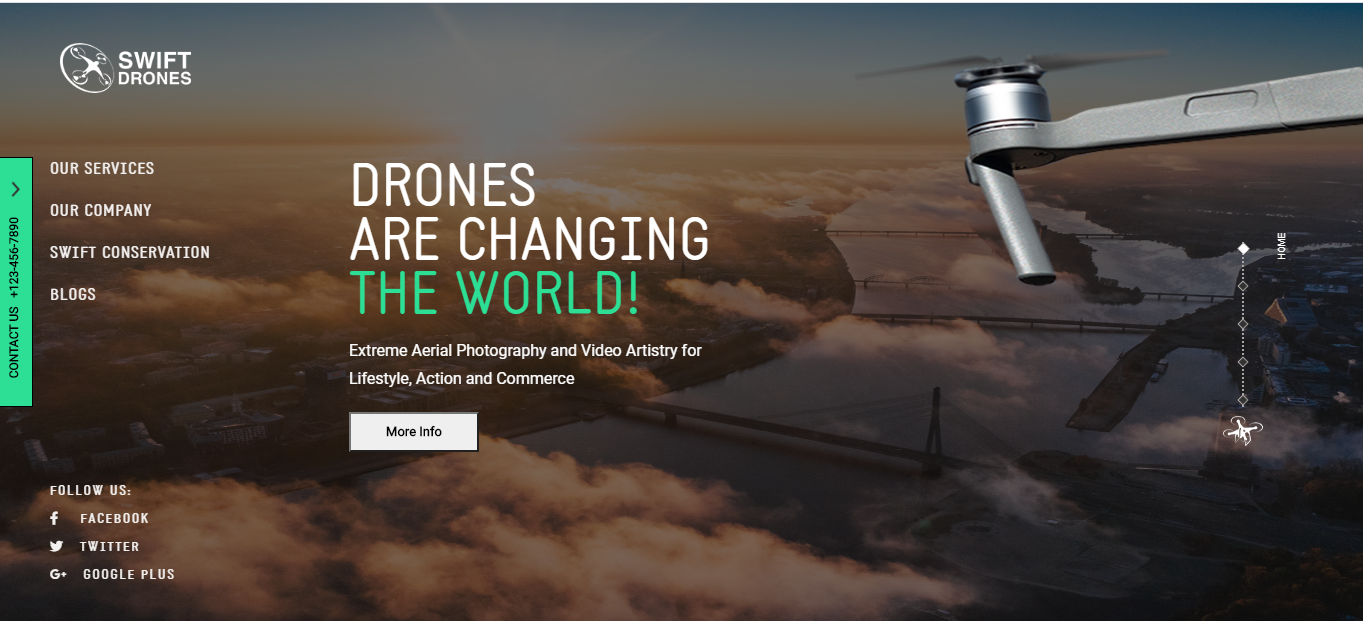 SWIFT
DRONES
OUR SERVICES
OUR COMPANY
SWIFT CONSERVATION
BLOGS
CONTACT US +123-456-7890
DRONES
ARE CHANGING
THE WORLD!
Extreme Aerial Photography and Video Artistry for
Lifestyle, Action and Commerce
More Info
HOME
FOLLOW US:
FACEBOOK
TWITTER
G+ GOOGLE PLUS